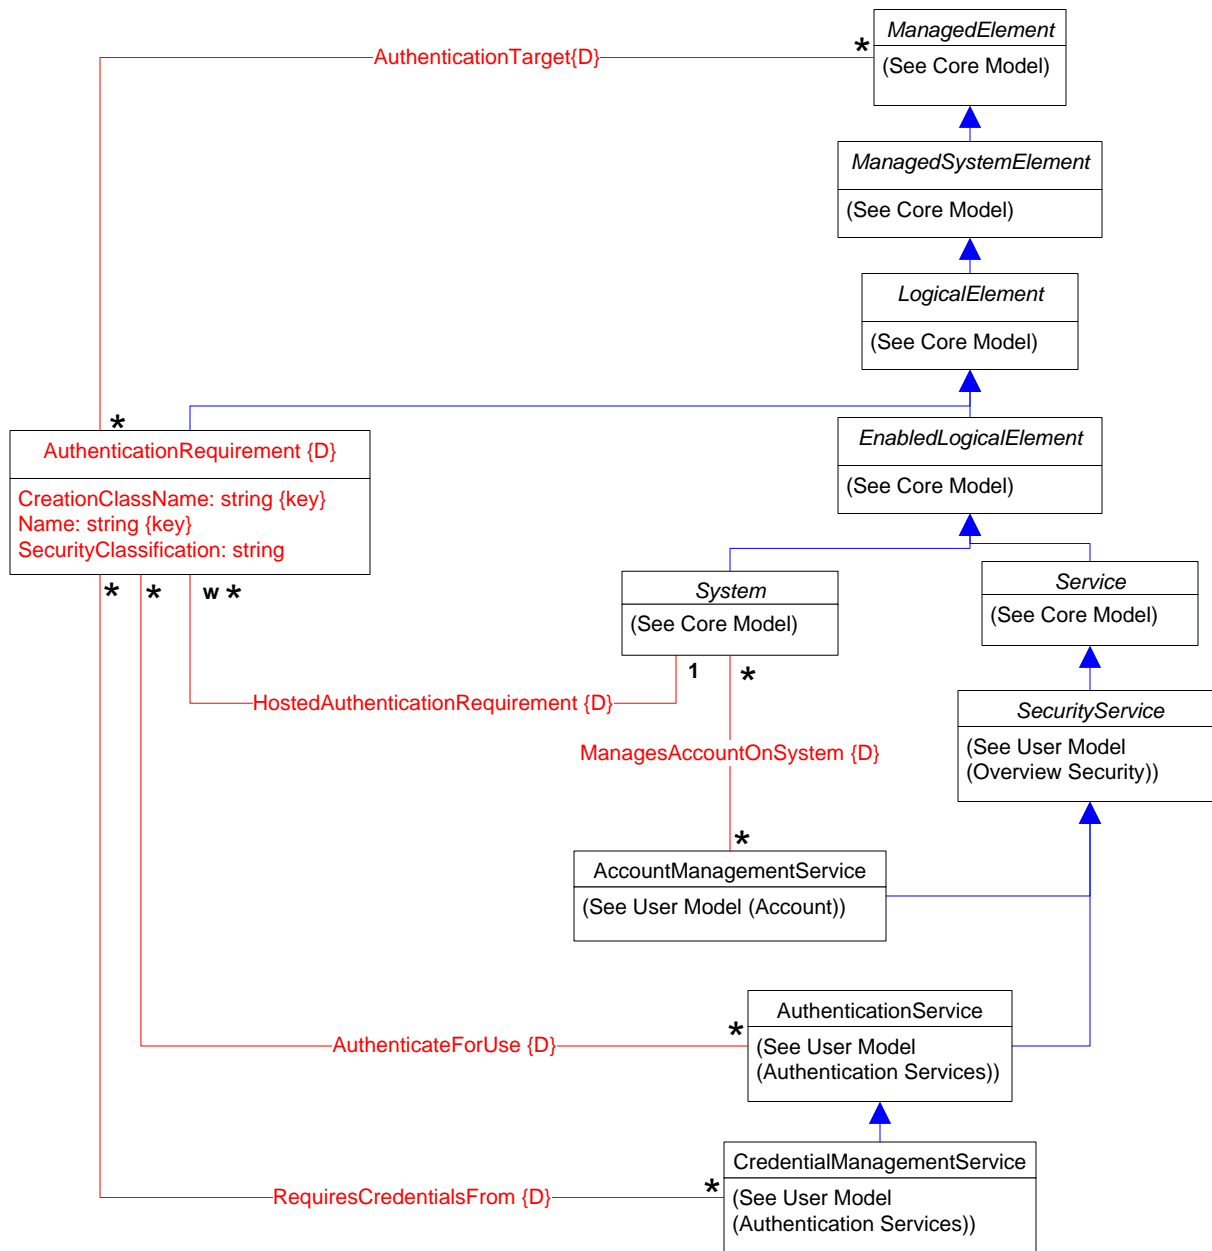 ManagedElement
(See Core Model)
AuthenticationTarget{D}
*
*
ManagedSystemElement
(See Core Model)
LogicalElement
(See Core Model)
AuthenticationRequirement {D}
CreationClassName: string {key}
Name: string {key}
SecurityClassification: string
EnabledLogicalElement
(See Core Model)
*
*
w *
System
(See Core Model)
Service
(See Core Model)
1
*
HostedAuthenticationRequirement {D}
SecurityService
(See User Model
(Overview Security))
ManagesAccountOnSystem {D}
*
AccountManagementService
(See User Model (Account))
AuthenticationService
(See User Model
(Authentication Services))
*
AuthenticateForUse {D}
CredentialManagementService
(See User Model
(Authentication Services))
*
RequiresCredentialsFrom {D}